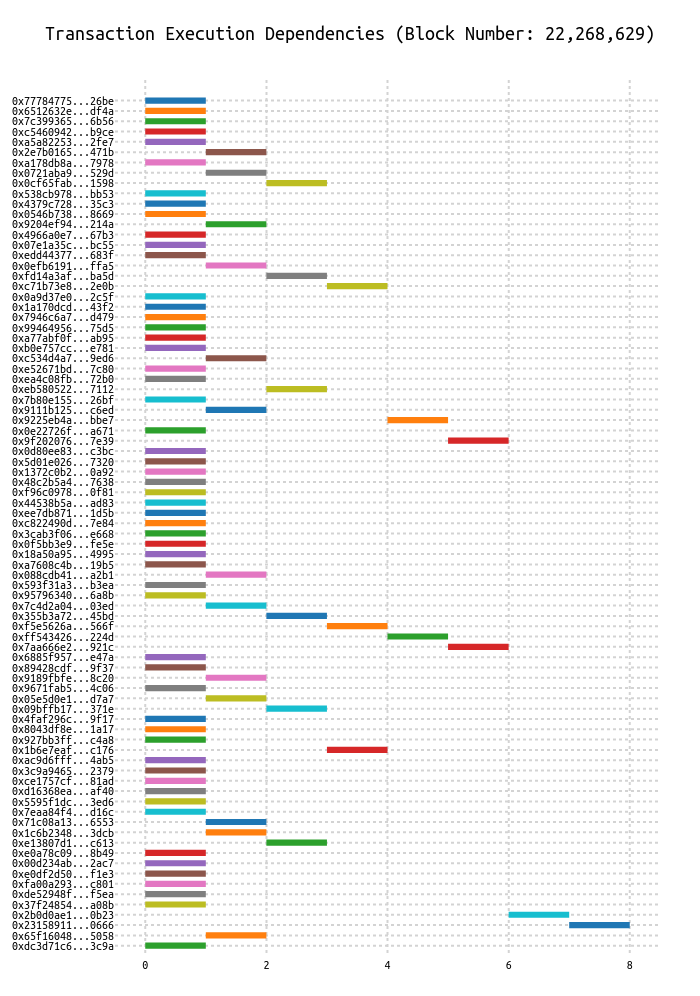 Transaction Execution Dependencies (Block Number: 22,268,629)
0x77784775...26be
0x6512632e...df4a
0x7c399365...6b56
0xc5460942...b9ce
0xa5a82253...2fe7
0x2e7b0165...471b
0xa178db8a...7978
0x0721aba9...529d
0x0cf65fab...1598
0x538cb978...bb53
0x4379c728...35c3
0x0546b738...8669
0x9204ef94...214a
0x4966a0e7...67b3
0x07e1a35c...bc55
0xedd44377...683f
0x0efb6191...ffa5
0xfd14a3af...ba5d
0xc71b73e8...2e0b
0x0a9d37e0...2c5f
0x1a170dcd...43f2
0x7946c6a7...d479
0x99464956...75d5
0xa77abf0f...ab95
0xb0e757cc...e781
0xc534d4a7...9ed6
0xe52671bd...7c80
0xea4c08fb...72b0
0xeb580522...7112
0x7b80e155...26bf
0x9111b125...c6ed
0x9225eb4a...bbe7
0x0e22726f...a671
0x9f202076...7e39
0x0d80ee83...c3bc
0x5d01e026...7320
0x1372c0b2...0a92
0x48c2b5a4...7638
0xf96c0978...0f81
0x44538b5a...ad83
0xee7db871...1d5b
0xc822490d...7e84
0x3cab3f06...e668
0x0f5bb3e9...fe5e
0x18a50a95...4995
0xa7608c4b...19b5
0x088cdb41...a2b1
0x593f31a3...b3ea
0x95796340...6a8b
0x7c4d2a04...03ed
0x355b3a72...45bd
0xf5e5626a...566f
0xff543426...224d
0x7aa666e2...921c
0x6885f957...e47a
0x89428cdf...9f37
0x9189fbfe...8c20
0x9671fab5...4c06
0x05e5d0e1...d7a7
0x09bffb17...371e
0x4faf296c...9f17
0x8043df8e...1a17
0x927bb3ff...c4a8
0x1b6e7eaf...c176
0xac9d6fff...4ab5
0x3c9a9465...2379
0xce1757cf...81ad
0xd16368ea...af40
0x5595f1dc...3ed6
0x7eaa84f4...d16c
0x71c08a13...6553
0x1c6b2348...3dcb
0xe13807d1...c613
0xe0a78c09...8b49
0x00d234ab...2ac7
0xe0df2d50...f1e3
0xfa00a293...c801
0xde52948f...f5ea
0x37f24854...a08b
0x2b0d0ae1...0b23
0x23158911...0666
0x65f16048...5058
0xdc3d71c6...3c9a
0 2 4 6 8